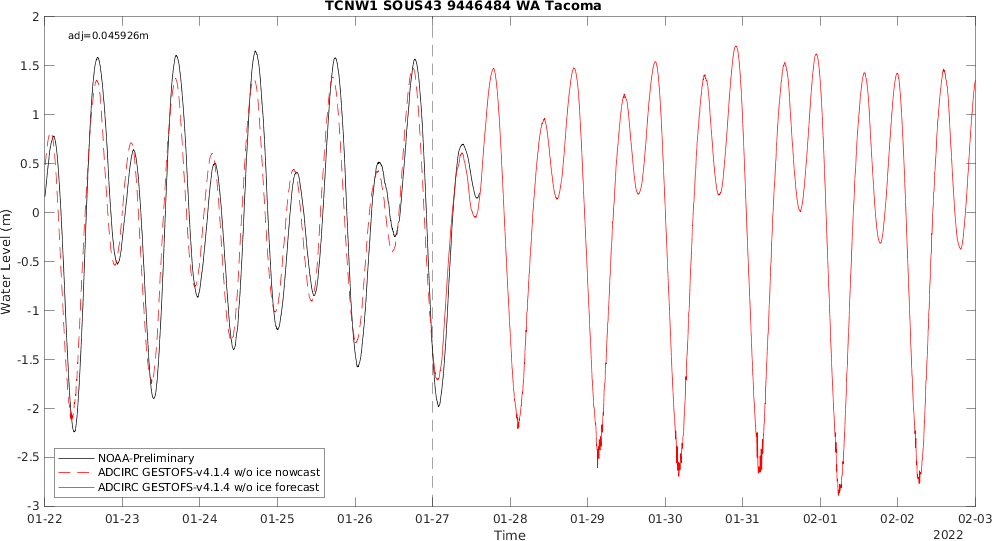 TCNW1 SOUS43 9446484 WA Tacoma
adj=0.045926m
2
1.5
1
0.5
0
-0.5
-1
-1.5
-2
-2.5
-3
Water Level (m)
NOAA-Preliminary
ADCIRC GESTOFS-v4.1.4 w/o ice nowcast
ADCIRC GESTOFS-v4.1.4 w/o ice forecast
01-22 01-23 01-24 01-25 01-26 01-27 01-28 01-29 01-30 01-31 02-01 02-02 02-03
Time
2022